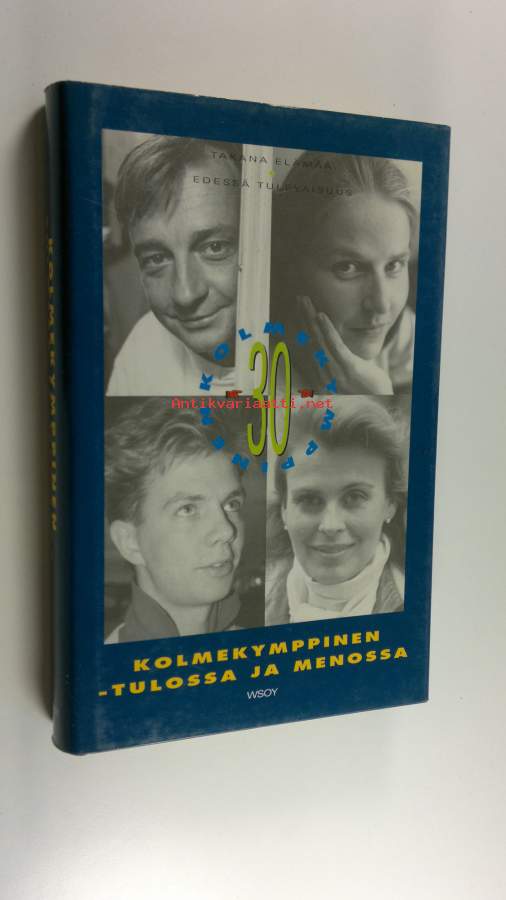 TAKANA ELÄMÄÄ
EDESSÄ TULEVAISUUS
KOLMEKYMPPINEN
30
Antikvariaatti.net
KOLMEKYMPPINEN
-TULOSSA JA MENOSSA
WSOY
KOLMEKYMPPINEN